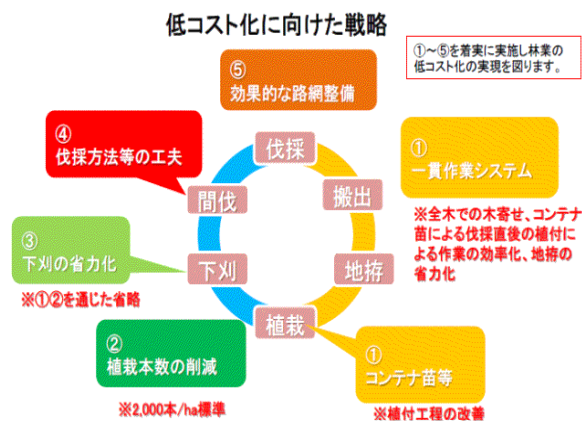 低コスト化に向けた戦略
①～⑤を着実に実施し林業の
低コスト化の実現を図ります。
⑤
効果的な路網整備
④
伐採方法等の工夫
伐採
①
一貫作業システム
間伐
搬出
※全木での木寄せ、コンテナ
苗による伐採直後の植付に
よる作業の効率化、地拵の
省力化
③
下刈の省力化
下刈
地拵
※①②を通じた省略
植栽
②
植栽本数の削減
①
コンテナ苗等
※2,000本/ha標準
※植付工程の改善